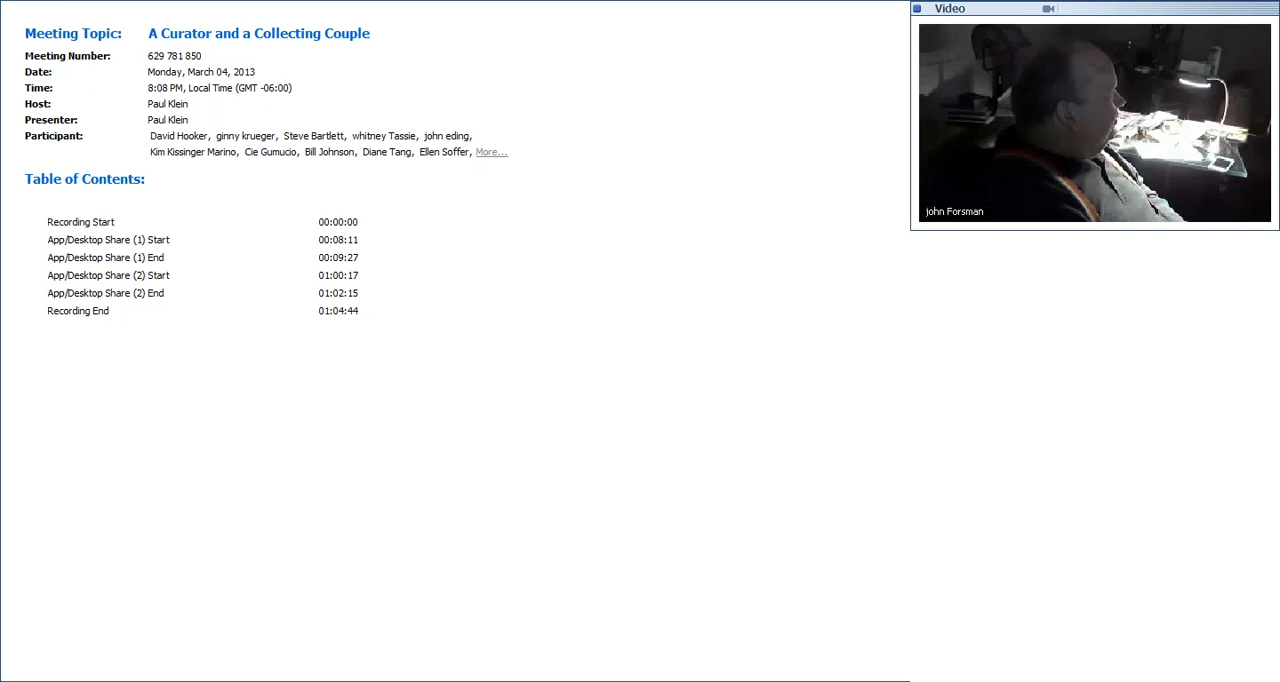 Meeting Topic: A Curator and a Collecting Couple
Meeting Number: 629 781 850
Date: Monday, March 04, 2013
Time: 8:08 PM, Local Time (GMT -06:00)
Host: Paul Klein
Presenter: Paul Klein
Participant: David Hooker, ginny krueger, Steve Bartlett, whitney Tassie, john eding,
Kim Kissinger Marino, Cie Gumucio, Bill Johnson, Diane Tang, Ellen Soffer, More...
Table of Contents:
Recording Start 00:00:00
App/Desktop Share (1) Start 00:08:11
App/Desktop Share (1) End 00:09:27
App/Desktop Share (2) Start 01:00:17
App/Desktop Share (2) End 01:02:15
Recording End 01:04:44
Video
john Forsman